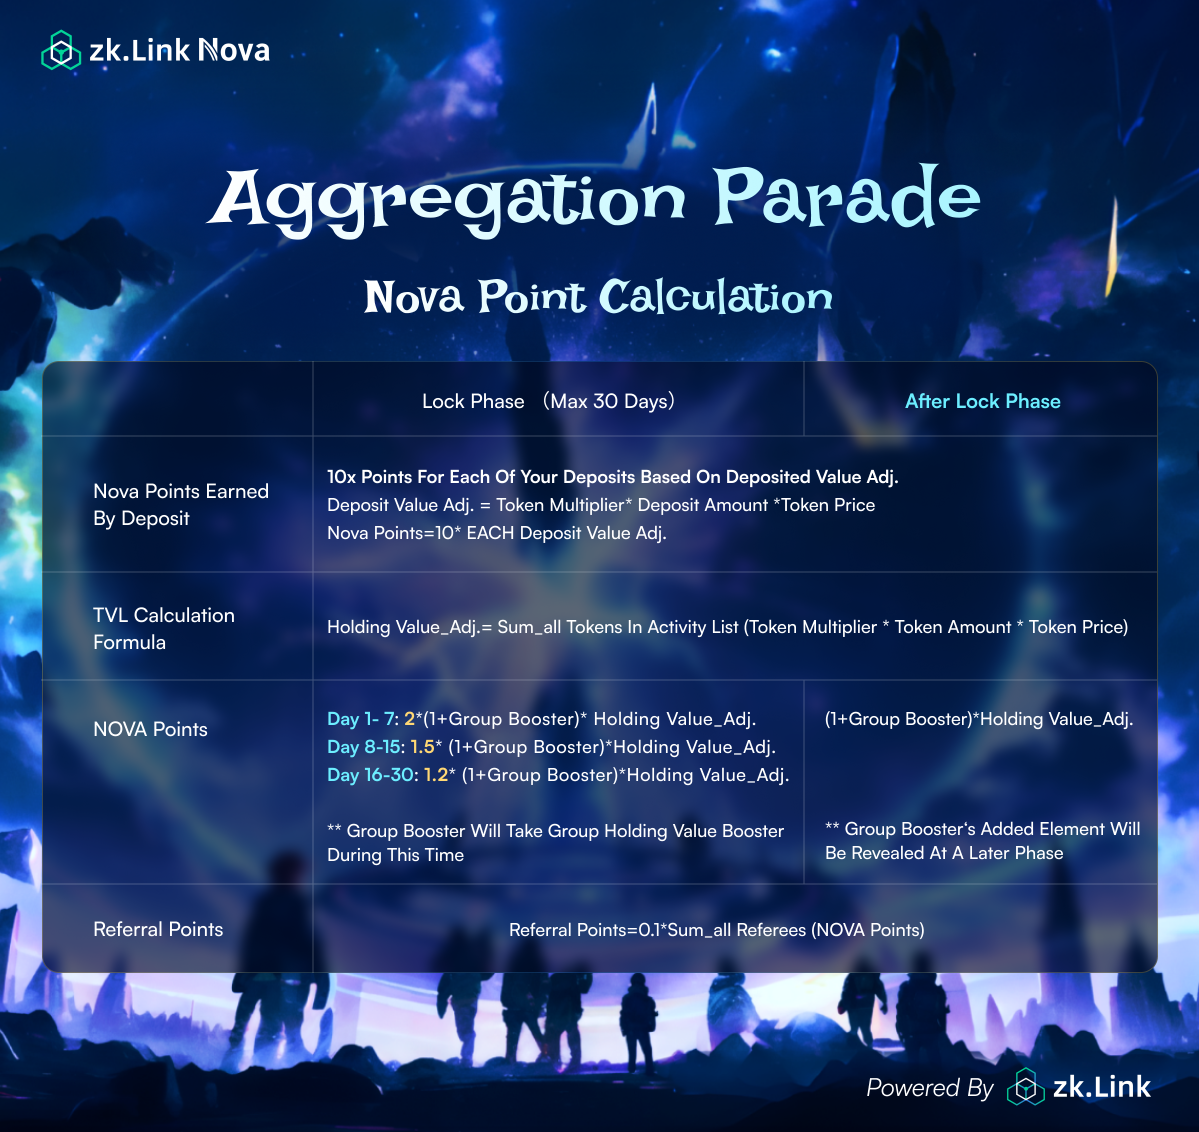 zk.Link Nova
Aggregation Parade
Nova Point Calculation
Lock Phase （Max 30 Days）
After Lock Phase
Nova Points Earned
By Deposit
10x Points For Each Of Your Deposits Based On Deposited Value Adj.
Deposit Value Adj. = Token Multiplier* Deposit Amount *Token Price
Nova Points=10* EACH Deposit Value Adj.
TVL Calculation
Formula
Holding Value_Adj.= Sum_all Tokens In Activity List (Token Multiplier * Token Amount * Token Price)
NOVA Points
Day 1- 7: 2*(1+Group Booster)* Holding Value_Adj.
Day 8-15: 1.5* (1+Group Booster)*Holding Value_Adj.
Day 16-30: 1.2* (1+Group Booster)*Holding Value_Adj.
** Group Booster Will Take Group Holding Value Booster
During This Time
(1+Group Booster)*Holding Value_Adj.
** Group Booster‘s Added Element Will
Be Revealed At A Later Phase
Referral Points
Referral Points=0.1*Sum_all Referees (NOVA Points)
Powered By zk.Link